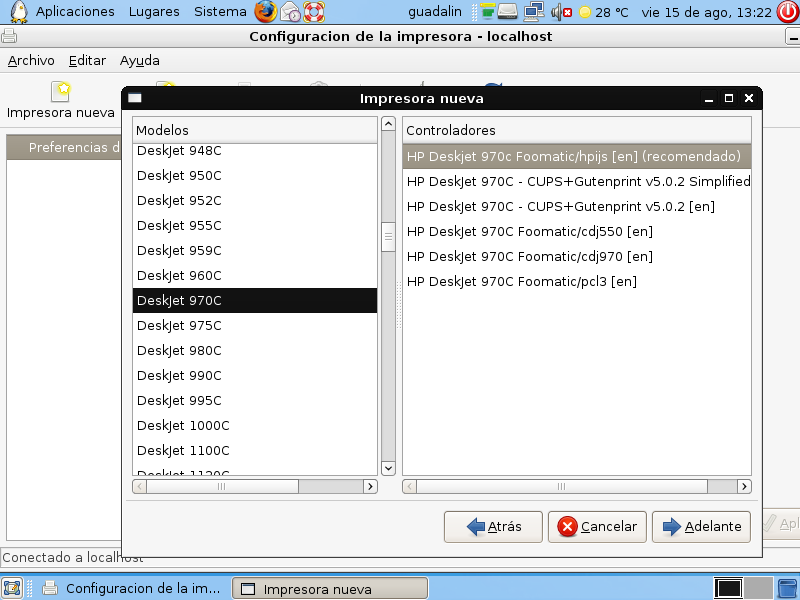 Aplicaciones Lugares Sistema guadalin 28 °C vie 15 de ago, 13:22
Configuracion de la impresora - localhost
Archivo Editar Ayuda
Impresora nueva
Preferencias d
Impresora nueva
Modelos
DeskJet 948C
DeskJet 950C
DeskJet 952C
DeskJet 955C
DeskJet 959C
DeskJet 960C
DeskJet 970C
DeskJet 975C
DeskJet 980C
DeskJet 990C
DeskJet 995C
DeskJet 1000C
DeskJet 1100C
DeskJet 1120C
Controladores
HP Deskjet 970c Foomatic/hpijs [en] (recomendado)
HP DeskJet 970C - CUPS+Gutenprint v5.0.2 Simplified
HP DeskJet 970C - CUPS+Gutenprint v5.0.2 [en]
HP DeskJet 970C Foomatic/cdj550 [en]
HP DeskJet 970C Foomatic/cdj970 [en]
HP DeskJet 970C Foomatic/pcl3 [en]
Atrás Cancelar Adelante
Apl
Conectado a localhost
Configuracion de la im... Impresora nueva